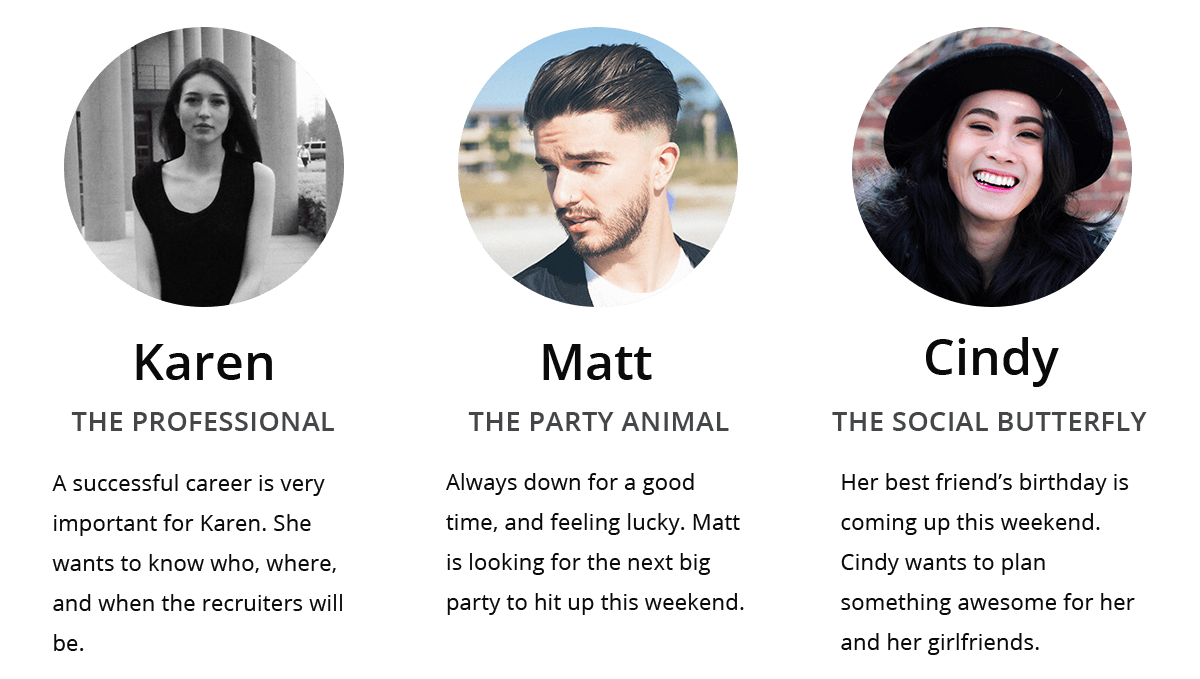 Karen
THE PROFESSIONAL
A successful career is very
important for Karen. She
wants to know who, where,
and when the recruiters will
be.
Matt
THE PARTY ANIMAL
Always down for a good
time, and feeling lucky. Matt
is looking for the next big
party to hit up this weekend.
Cindy
THE SOCIAL BUTTERFLY
Her best friend’s birthday is
coming up this weekend.
Cindy wants to plan
something awesome for her
and her girlfriends.